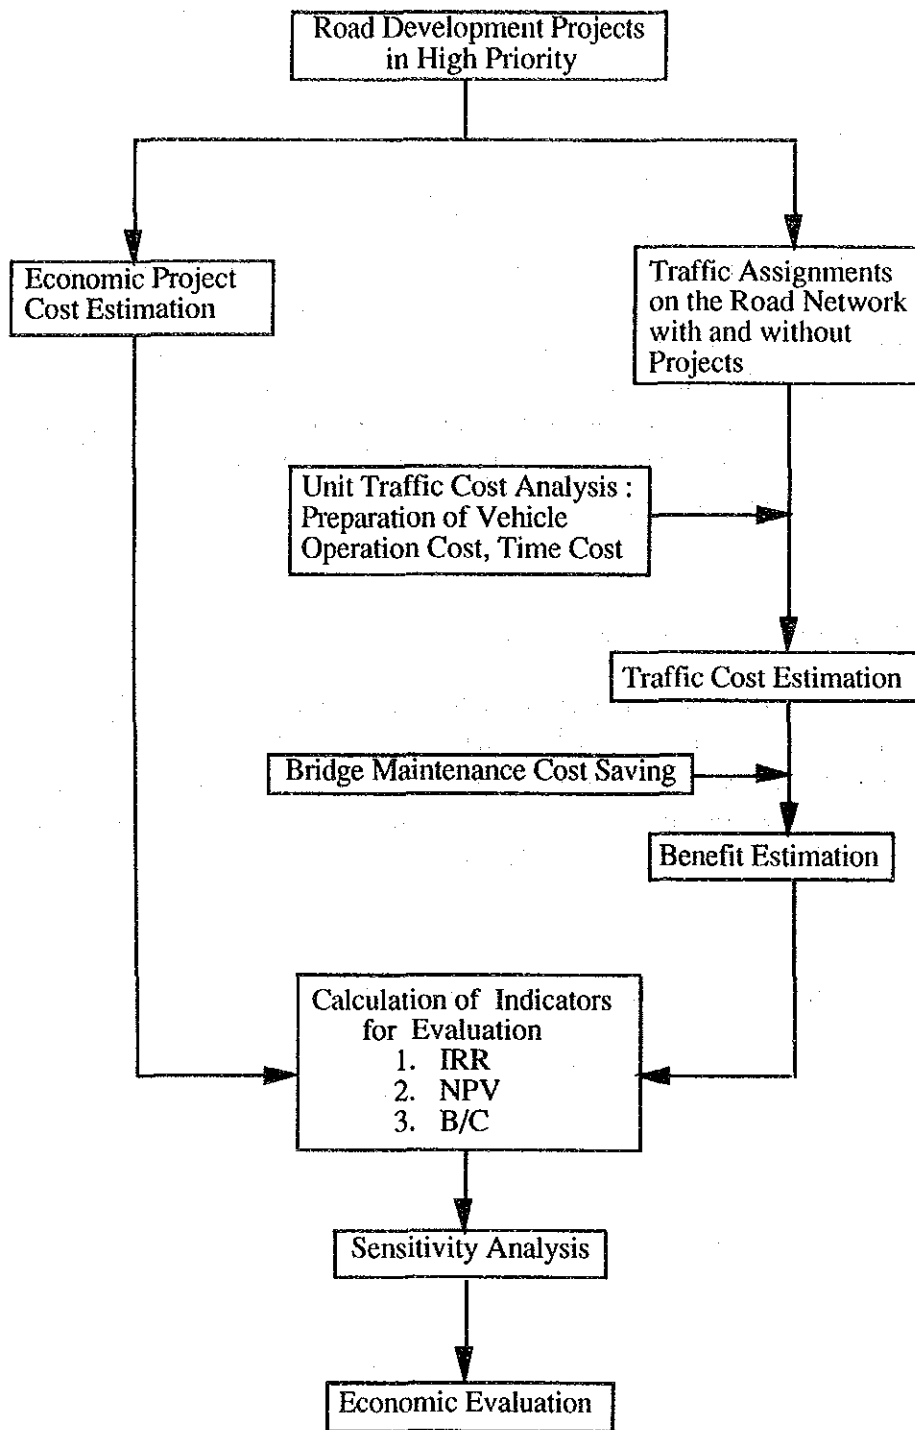 Road Development Projects
in High Priority
Economic Project
Cost Estimation
Traffic Assignments
on the Road Network
with and without
Projects
Unit Traffic Cost Analysis :
Preparation of Vehicle
Operation Cost, Time Cost
Traffic Cost Estimation
Bridge Maintenance Cost Saving
Benefit Estimation
Calculation of Indicators
for Evaluation
1. IRR
2. NPV
3. B/C
Sensitivity Analysis
Economic Evaluation